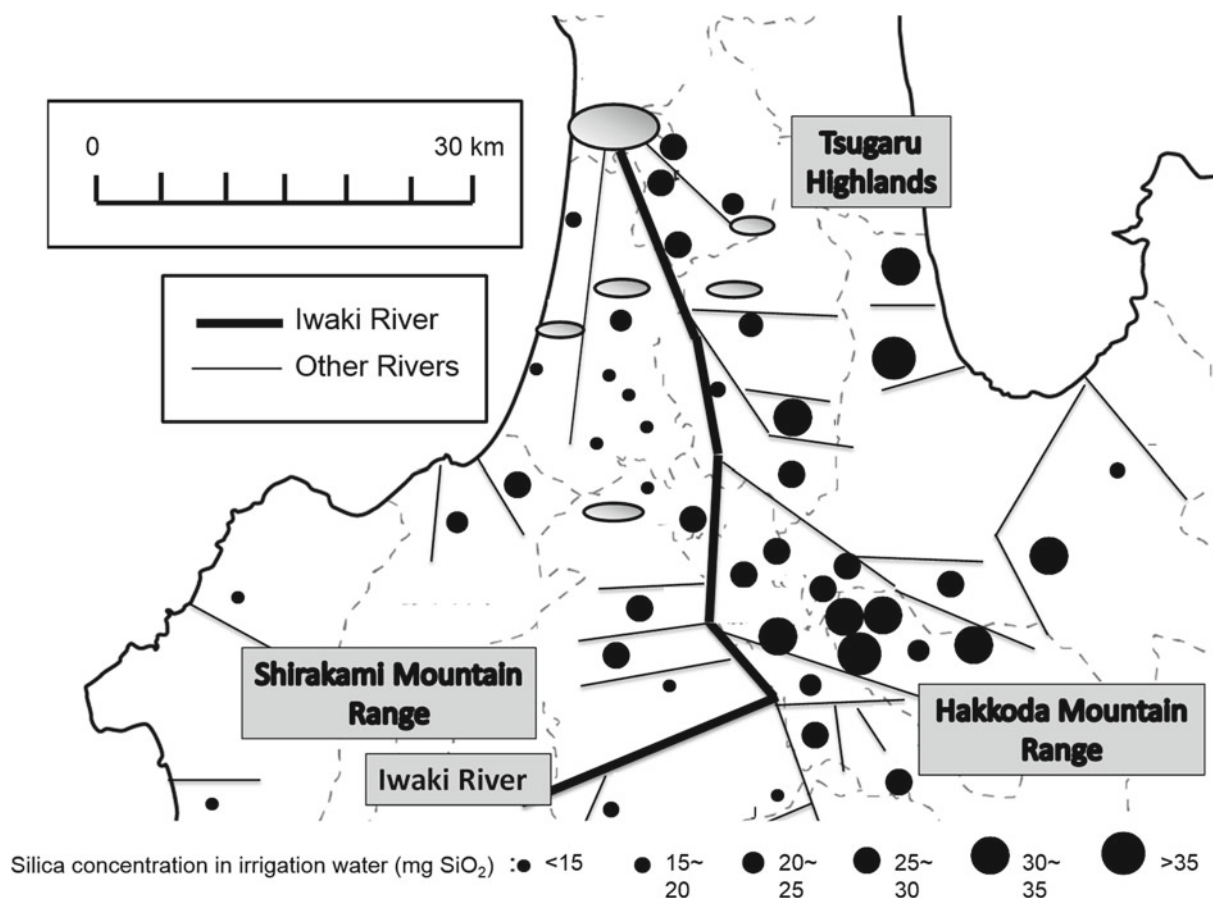 0 30 km
Tsugaru
Highlands
Iwaki River
Other Rivers
Shirakami Mountain
Range
Hakkoda Mountain
Range
Iwaki River
Silica concentration in irrigation water (mg SiO₂) : <15 15~ 20~ 25~ 30~ >35
20 25 30 35